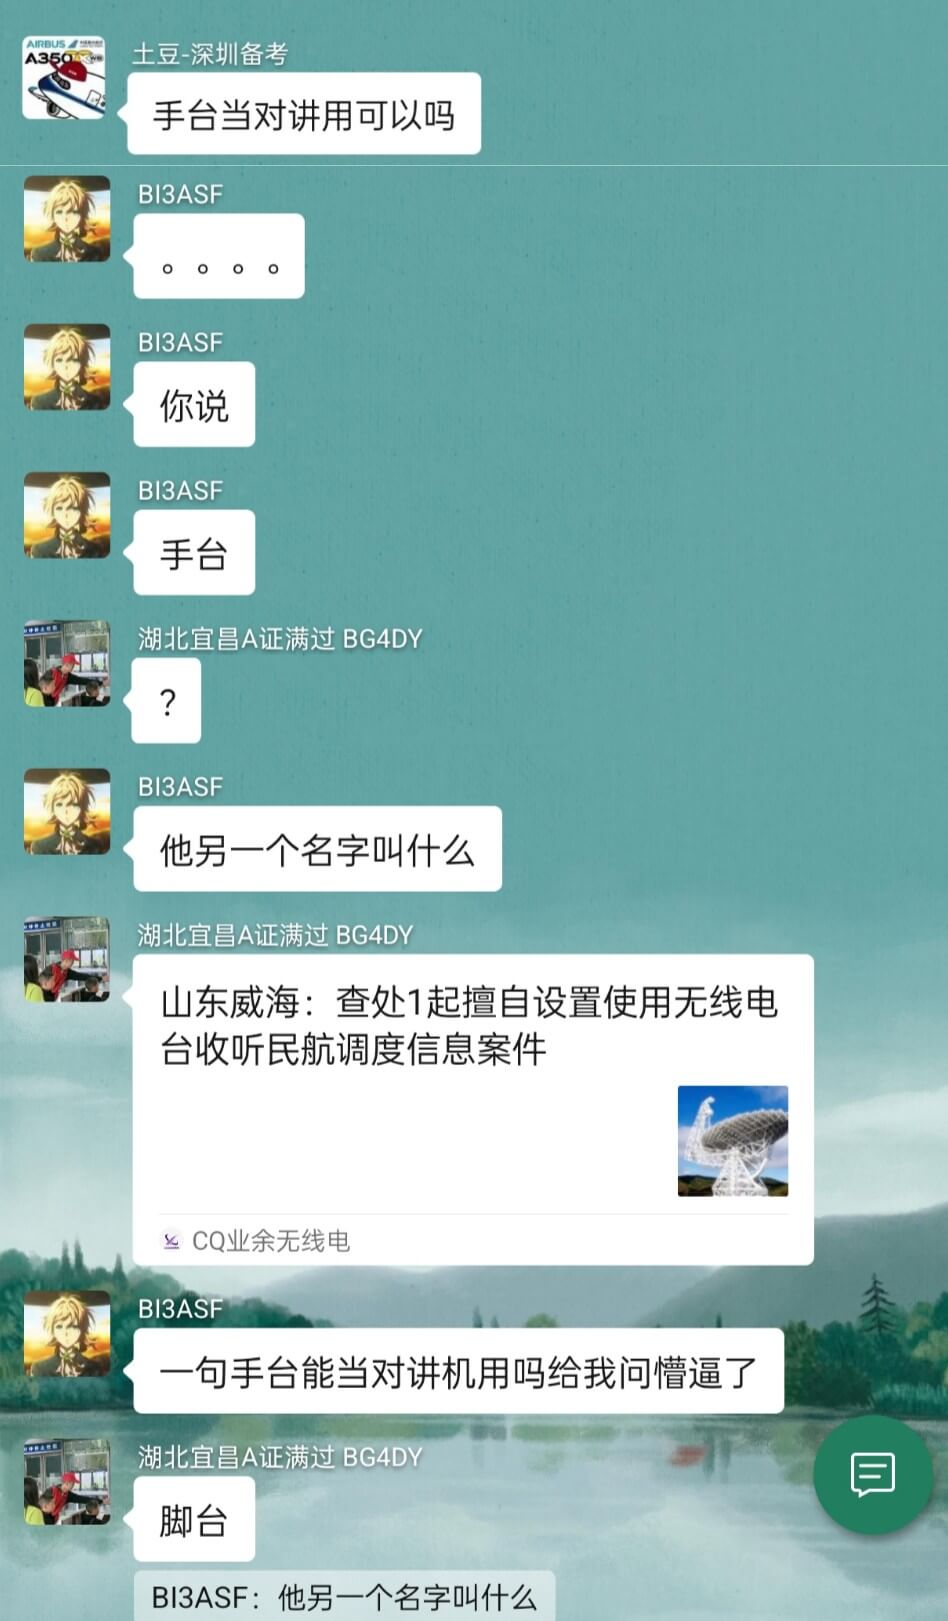 AIRBUS
A350
土豆-深圳备考
手台当对讲用可以吗
BI3ASF
。。。。
BI3ASF
你说
BI3ASF
手台
湖北宜昌A证满过 BG4DY
？
BI3ASF
他另一个名字叫什么
湖北宜昌A证满过 BG4DY
山东威海：查处1起擅自设置使用无线电
台收听民航调度信息案件
CQ业余无线电
BI3ASF
一句手台能当对讲机用吗给我问懵逼了
湖北宜昌A证满过 BG4DY
脚台
BI3ASF：他另一个名字叫什么